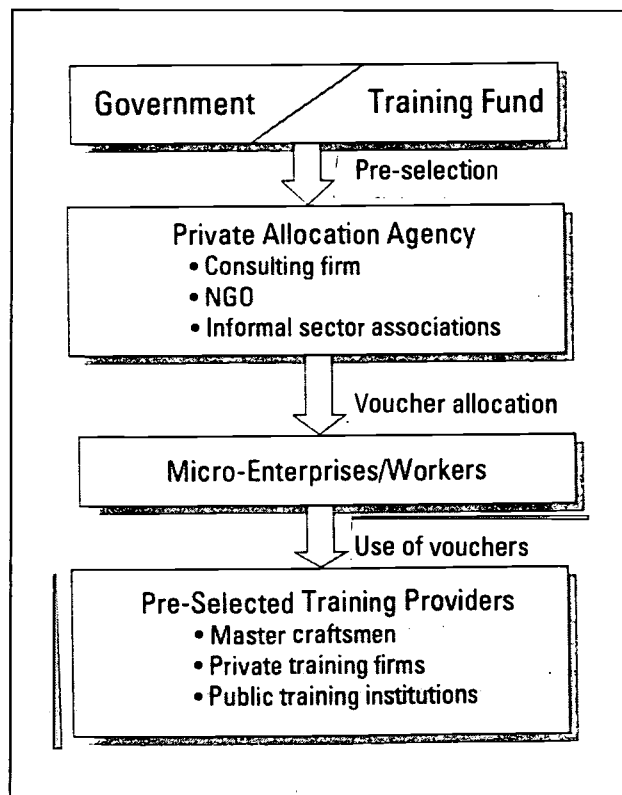 Government Training Fund
Pre-selection
Private Allocation Agency
• Consulting firm
• NGO
• Informal sector associations
Voucher allocation
Micro-Enterprises/Workers
Use of vouchers
Pre-Selected Training Providers
• Master craftsmen
• Private training firms
• Public training institutions